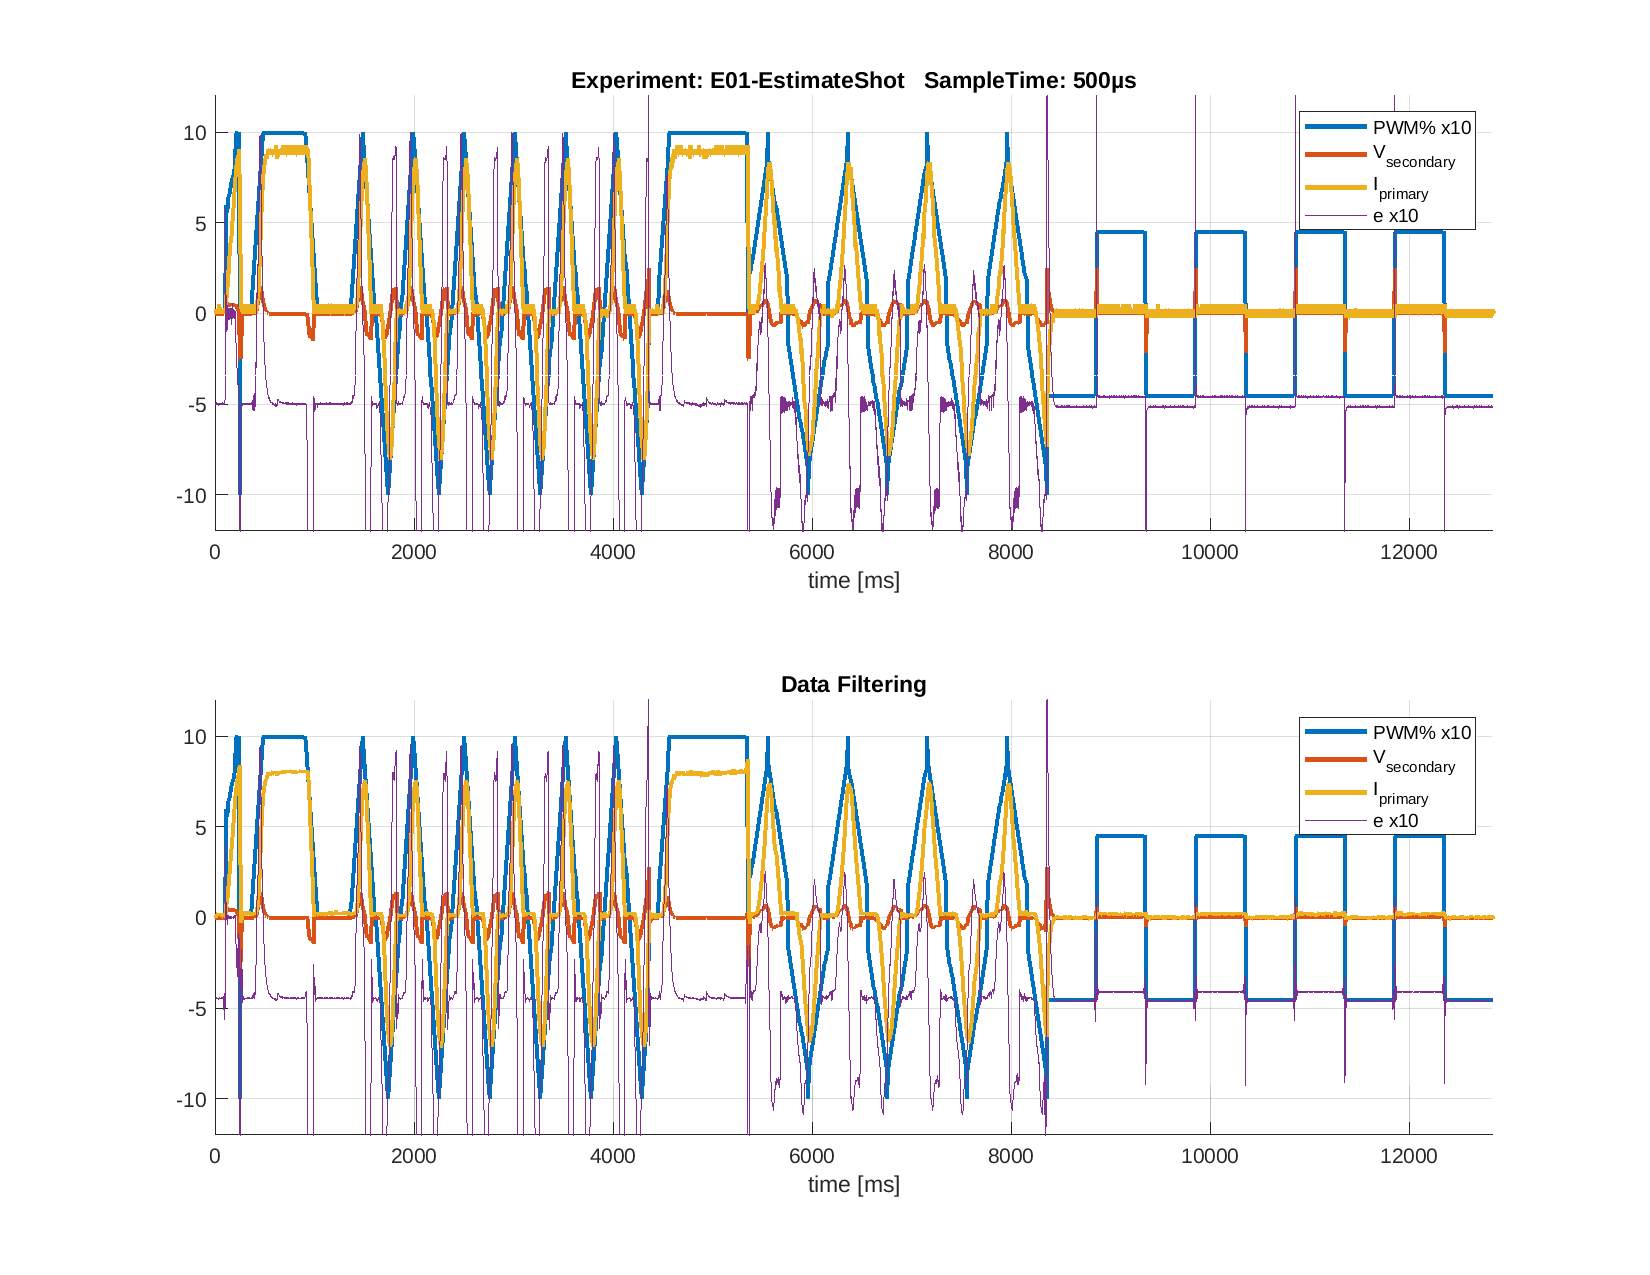 Experiment: E01-EstimateShot   SampleTime: 500µs
10
5
0
-5
-10
PWM% x10
Vsecondary
Iprimary
e x10
0 2000 4000 6000 8000 10000 12000
time [ms]
Data Filtering
10
5
0
-5
-10
PWM% x10
Vsecondary
Iprimary
e x10
0 2000 4000 6000 8000 10000 12000
time [ms]